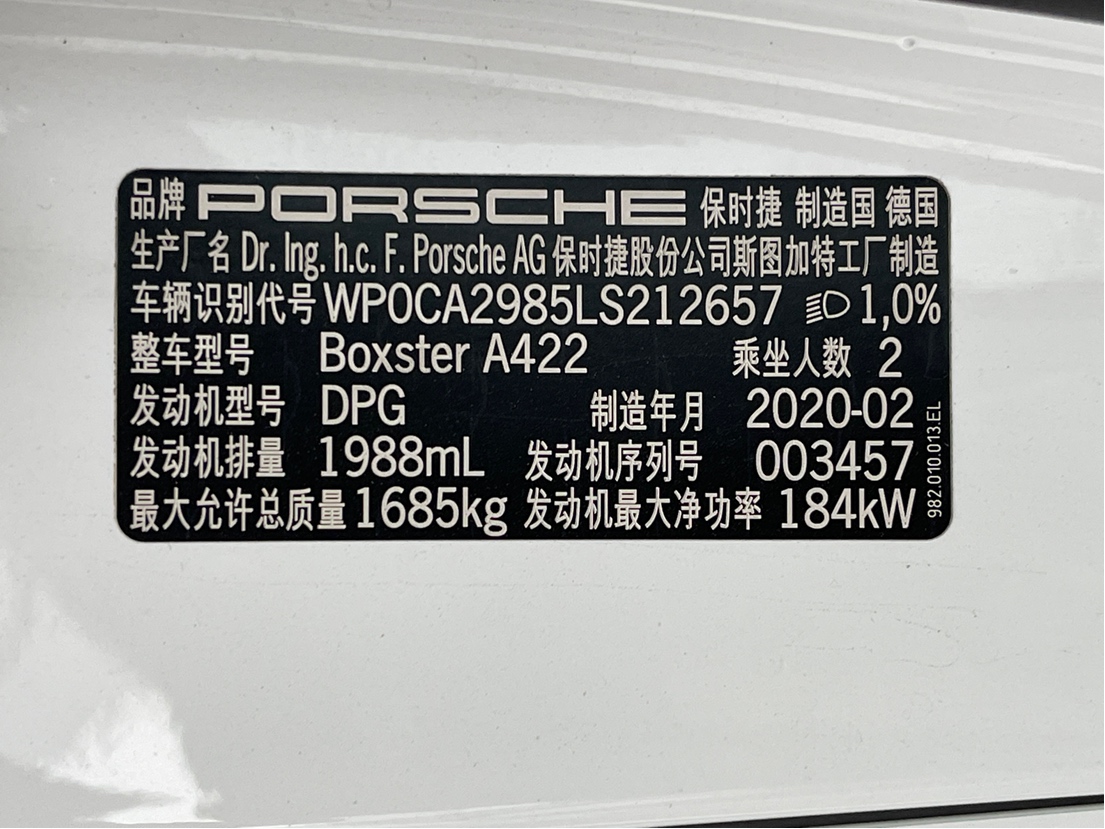 品牌 PORSCHE 保时捷 制造国 德国
生产厂名 Dr. Ing. h.c. F. Porsche AG 保时捷股份公司斯图加特工厂制造
车辆识别代号 WP0CA2985LS212657 1,0%
整车型号 Boxster A422 乘坐人数 2
发动机型号 DPG 制造年月 2020-02
发动机排量 1988mL 发动机序列号 003457
最大允许总质量 1685kg 发动机最大净功率 184kW
982.010.013.EL